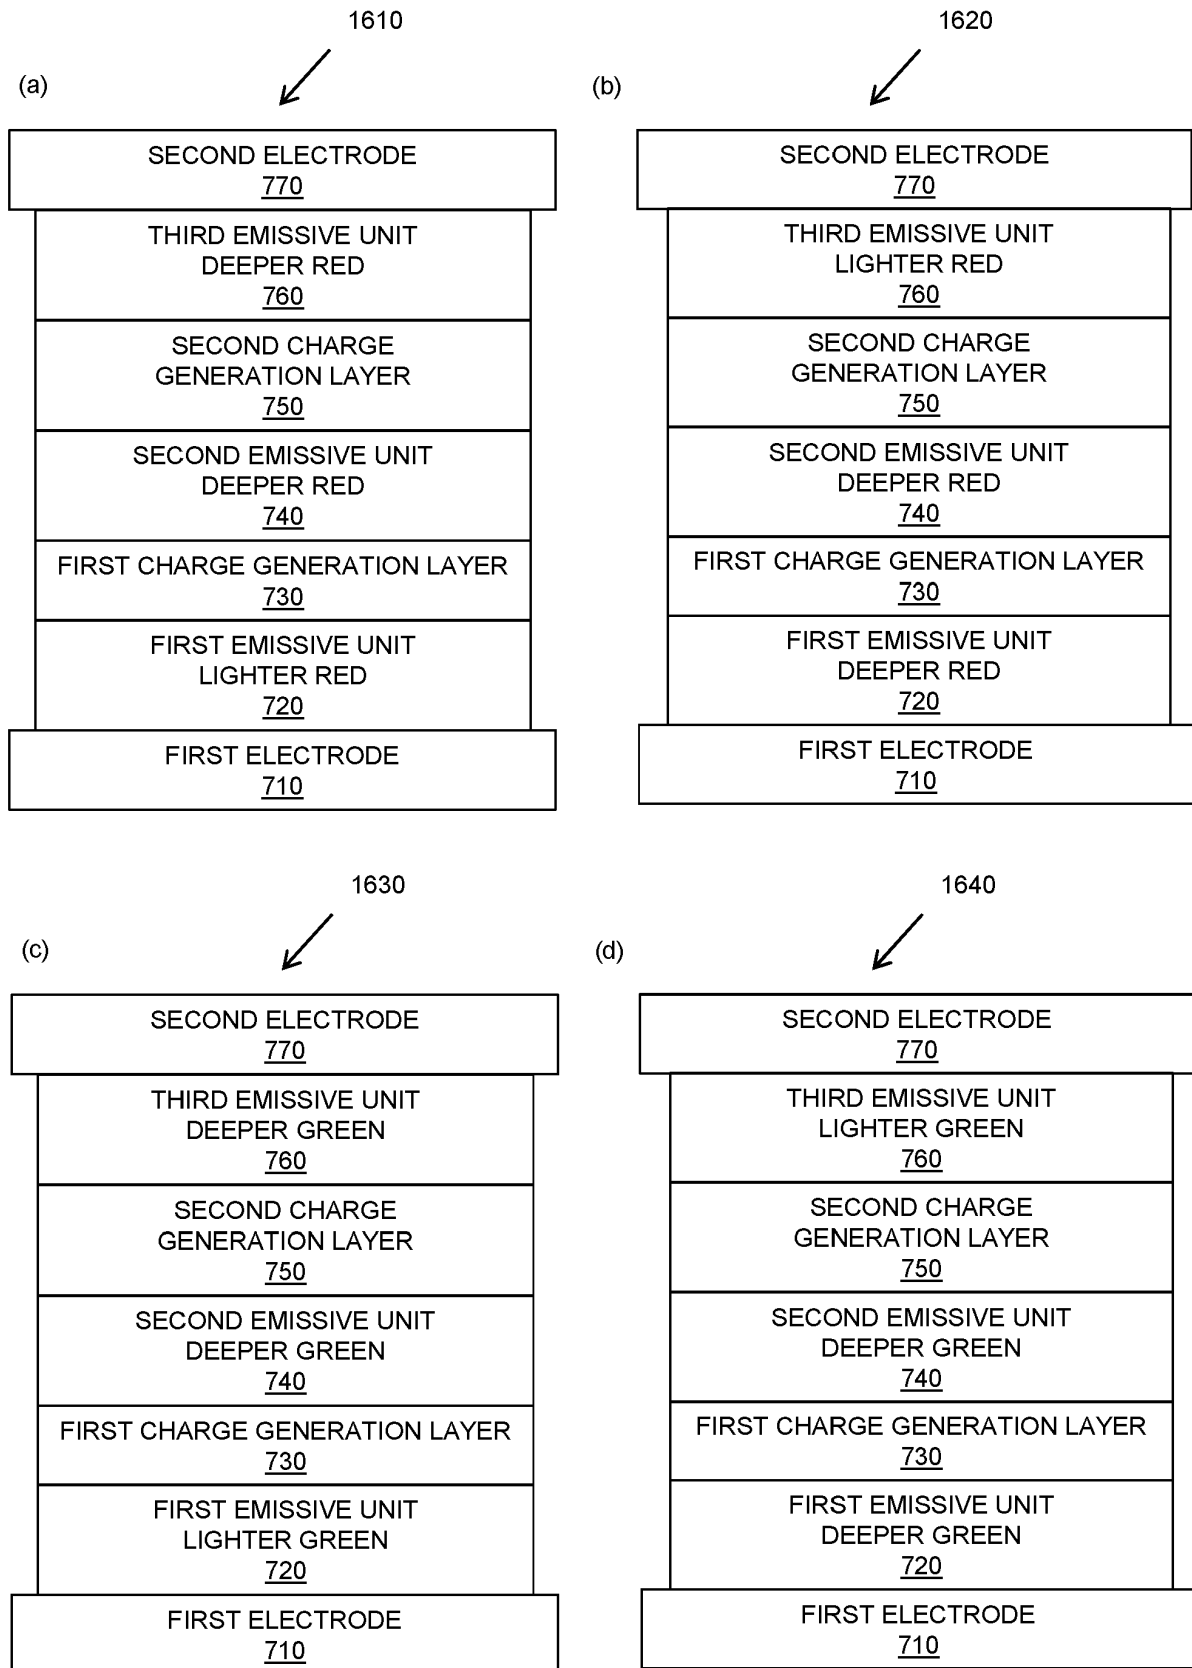 1610
(a)
SECOND ELECTRODE
770
THIRD EMISSIVE UNIT
DEEPER RED
760
SECOND CHARGE
GENERATION LAYER
750
SECOND EMISSIVE UNIT
DEEPER RED
740
FIRST CHARGE GENERATION LAYER
730
FIRST EMISSIVE UNIT
LIGHTER RED
720
FIRST ELECTRODE
710
1620
(b)
SECOND ELECTRODE
770
THIRD EMISSIVE UNIT
LIGHTER RED
760
SECOND CHARGE
GENERATION LAYER
750
SECOND EMISSIVE UNIT
DEEPER RED
740
FIRST CHARGE GENERATION LAYER
730
FIRST EMISSIVE UNIT
DEEPER RED
720
FIRST ELECTRODE
710
1630
(c)
SECOND ELECTRODE
770
THIRD EMISSIVE UNIT
DEEPER GREEN
760
SECOND CHARGE
GENERATION LAYER
750
SECOND EMISSIVE UNIT
DEEPER GREEN
740
FIRST CHARGE GENERATION LAYER
730
FIRST EMISSIVE UNIT
LIGHTER GREEN
720
FIRST ELECTRODE
710
1640
(d)
SECOND ELECTRODE
770
THIRD EMISSIVE UNIT
LIGHTER GREEN
760
SECOND CHARGE
GENERATION LAYER
750
SECOND EMISSIVE UNIT
DEEPER GREEN
740
FIRST CHARGE GENERATION LAYER
730
FIRST EMISSIVE UNIT
DEEPER GREEN
720
FIRST ELECTRODE
710